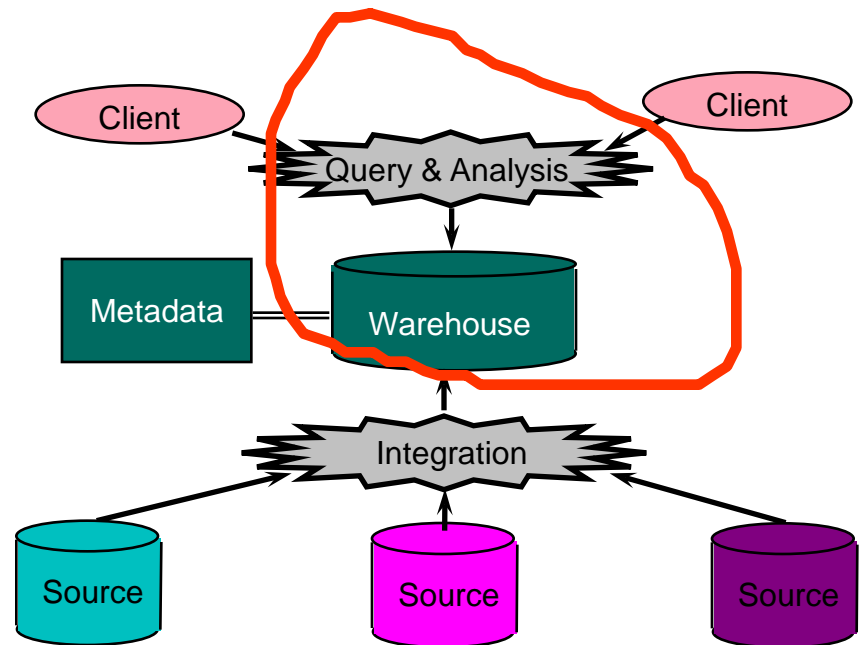 Client
Client
Query & Analysis
Metadata
Warehouse
Integration
Source
Source
Source